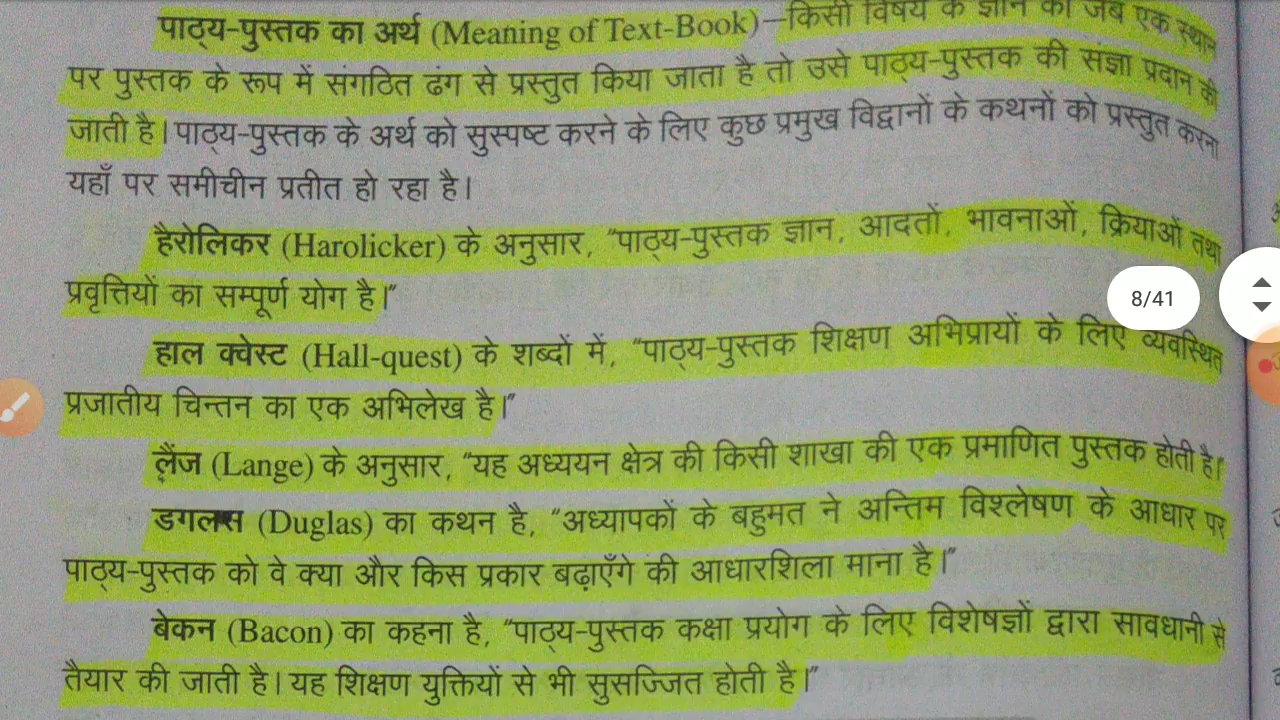 पाठ्य-पुस्तक का अर्थ (Meaning of Text-Book)—किसी विषय के ज्ञान को जब एक स्थान
पर पुस्तक के रूप में संगठित ढंग से प्रस्तुत किया जाता है तो उसे पाठ्य-पुस्तक की संज्ञा प्रदान की
जाती है। पाठ्य-पुस्तक के अर्थ को सुस्पष्ट करने के लिए कुछ प्रमुख विद्वानों के कथनों को प्रस्तुत करना
यहाँ पर समीचीन प्रतीत हो रहा है।
हैरोलिकर (Harolicker) के अनुसार, "पाठ्य-पुस्तक ज्ञान, आदतों, भावनाओं, क्रियाओं तथा
प्रवृत्तियों का सम्पूर्ण योग है।"
8/41
हाल क्वेस्ट (Hall-quest) के शब्दों में, "पाठ्य-पुस्तक शिक्षण अभिप्रायों के लिए व्यवस्थित
प्रजातीय चिन्तन का एक अभिलेख है।"
लैंज (Lange) के अनुसार, "यह अध्ययन क्षेत्र की किसी शाखा की एक प्रमाणित पुस्तक होती है।"
डगलस (Duglas) का कथन है, "अध्यापकों के बहुमत ने अन्तिम विश्लेषण के आधार पर
पाठ्य-पुस्तक को वे क्या और किस प्रकार बढ़ाएँगे की आधारशिला माना है।"
बेकन (Bacon) का कहना है, "पाठ्य-पुस्तक कक्षा प्रयोग के लिए विशेषज्ञों द्वारा सावधानी से
तैयार की जाती है। यह शिक्षण युक्तियों से भी सुसज्जित होती है।"